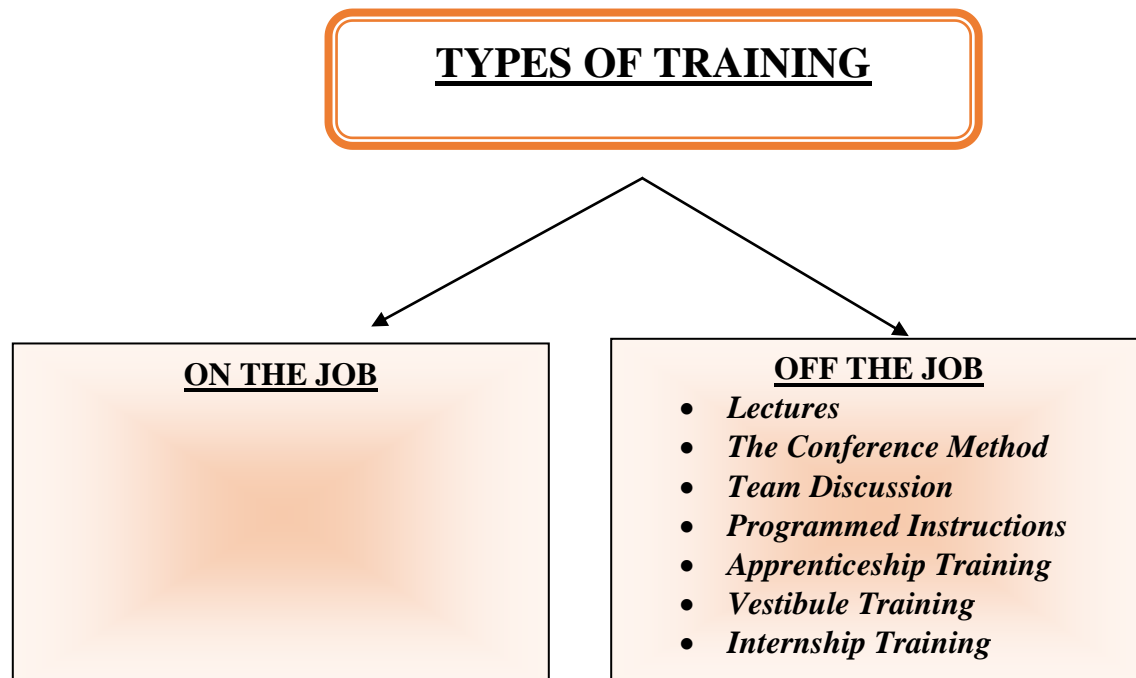 TYPES OF TRAINING
ON THE JOB
OFF THE JOB
• Lectures
• The Conference Method
• Team Discussion
• Programmed Instructions
• Apprenticeship Training
• Vestibule Training
• Internship Training